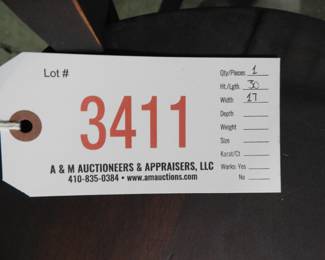 Lot #
3411
A & M AUCTIONEERS & APPRAISERS, LLC
410-835-0384 • www.amauctions.com
Qty/Pieces 1
Ht./Lgth. 30
Width 17
Depth
Weight
Size
Karat/Ct
Works: Yes
No